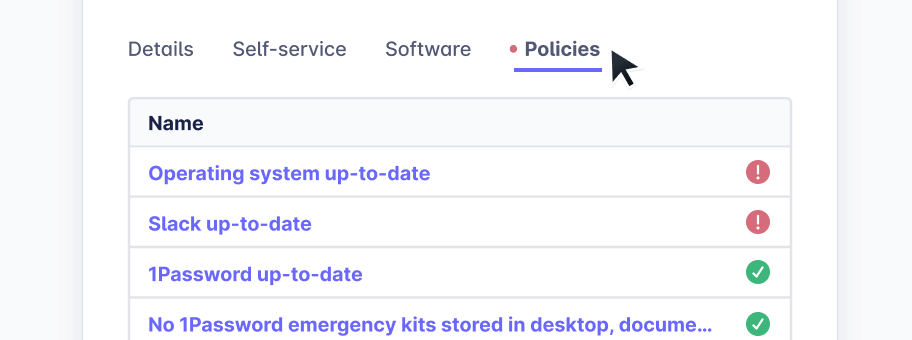 Details Self-service Software Policies
Name
Operating system up-to-date
Slack up-to-date
1Password up-to-date
No 1Password emergency kits stored in desktop, docume...